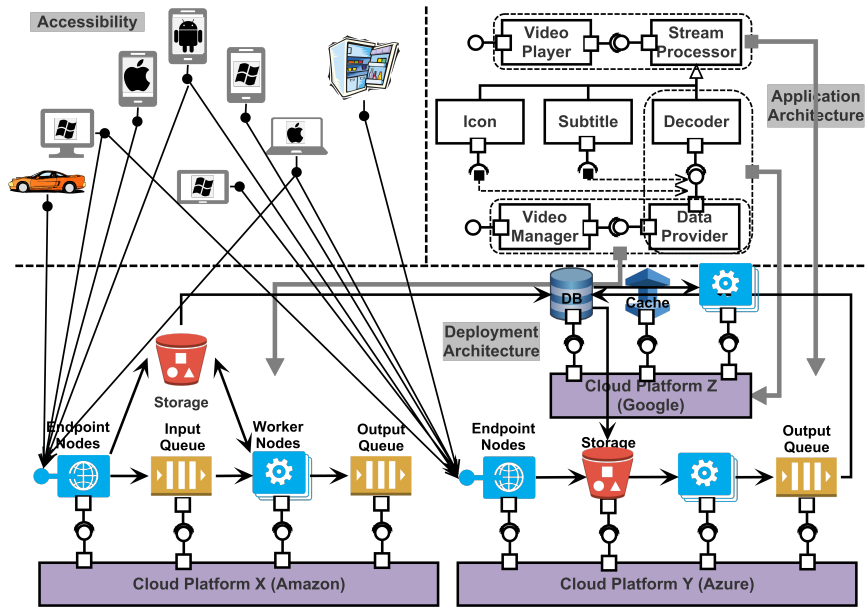 Accessibility
Video
Player
Stream
Processor
Application
Architecture
Icon
Subtitle
Decoder
Video
Manager
Data
Provider
DB
Cache
Deployment
Architecture
Cloud Platform Z
(Google)
Storage
Endpoint
Nodes
Input
Queue
Worker
Nodes
Output
Queue
Endpoint
Nodes
Storage
Output
Queue
Cloud Platform X (Amazon)
Cloud Platform Y (Azure)